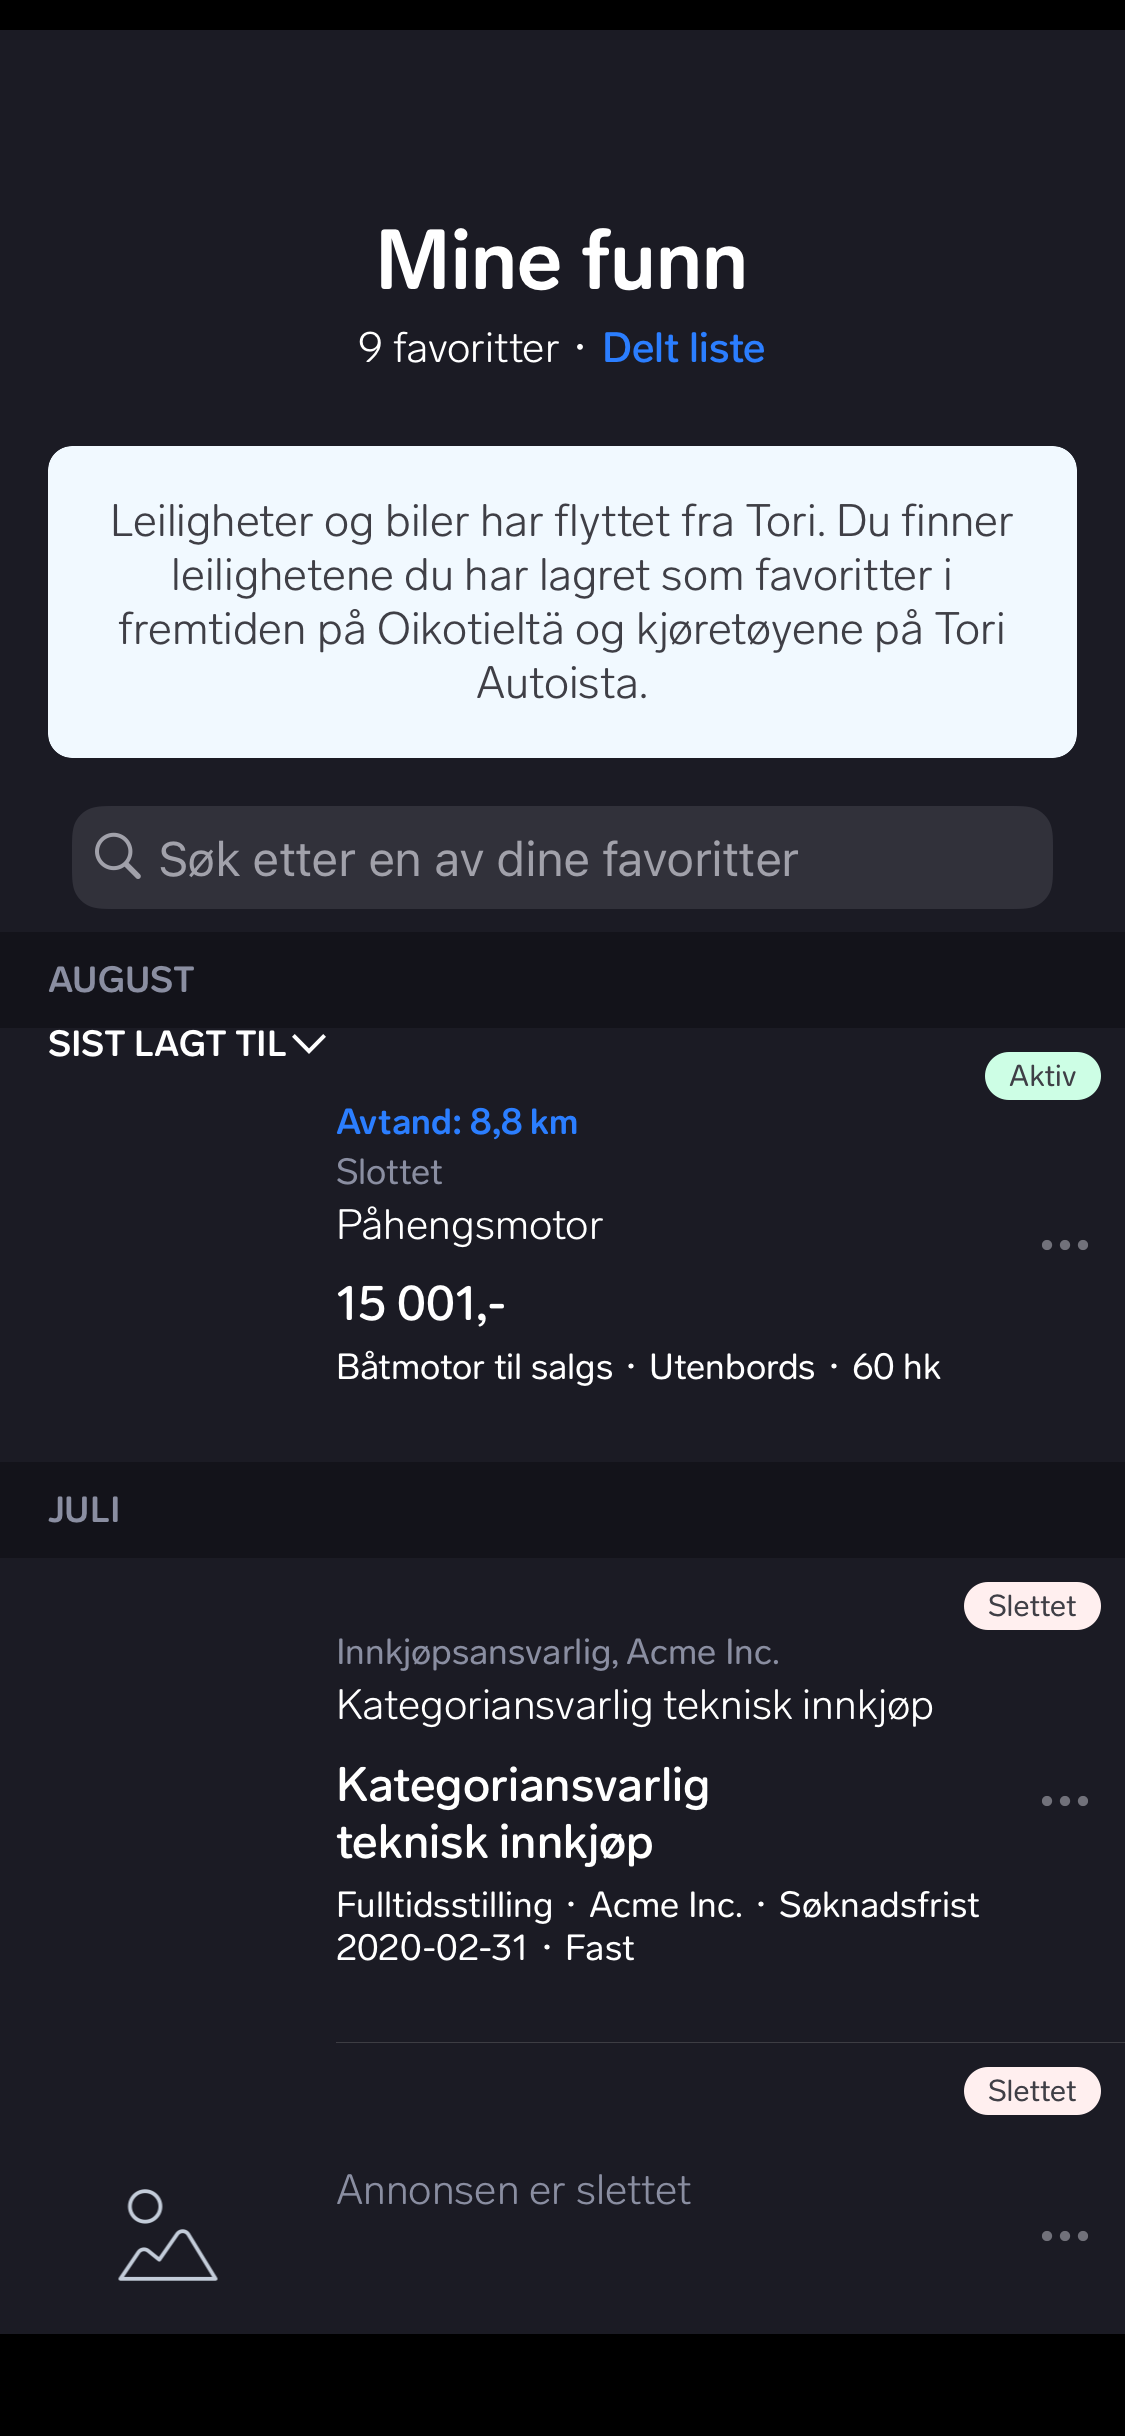 Mine funn
9 favoritter · Delt liste
Leiligheter og biler har flyttet fra Tori. Du finner
leilighetene du har lagret som favoritter i
fremtiden på Oikotieltä og kjøretøyene på Tori
Autoista.
Søk etter en av dine favoritter
AUGUST
SIST LAGT TIL
Aktiv
Avtand: 8,8 km
Slottet
Påhengsmotor
15 001,-
Båtmotor til salgs · Utenbords · 60 hk
JULI
Slettet
Innkjøpsansvarlig, Acme Inc.
Kategoriansvarlig teknisk innkjøp
Kategoriansvarlig
teknisk innkjøp
Fulltidsstilling · Acme Inc. · Søknadsfrist
2020-02-31 · Fast
Slettet
Annonsen er slettet